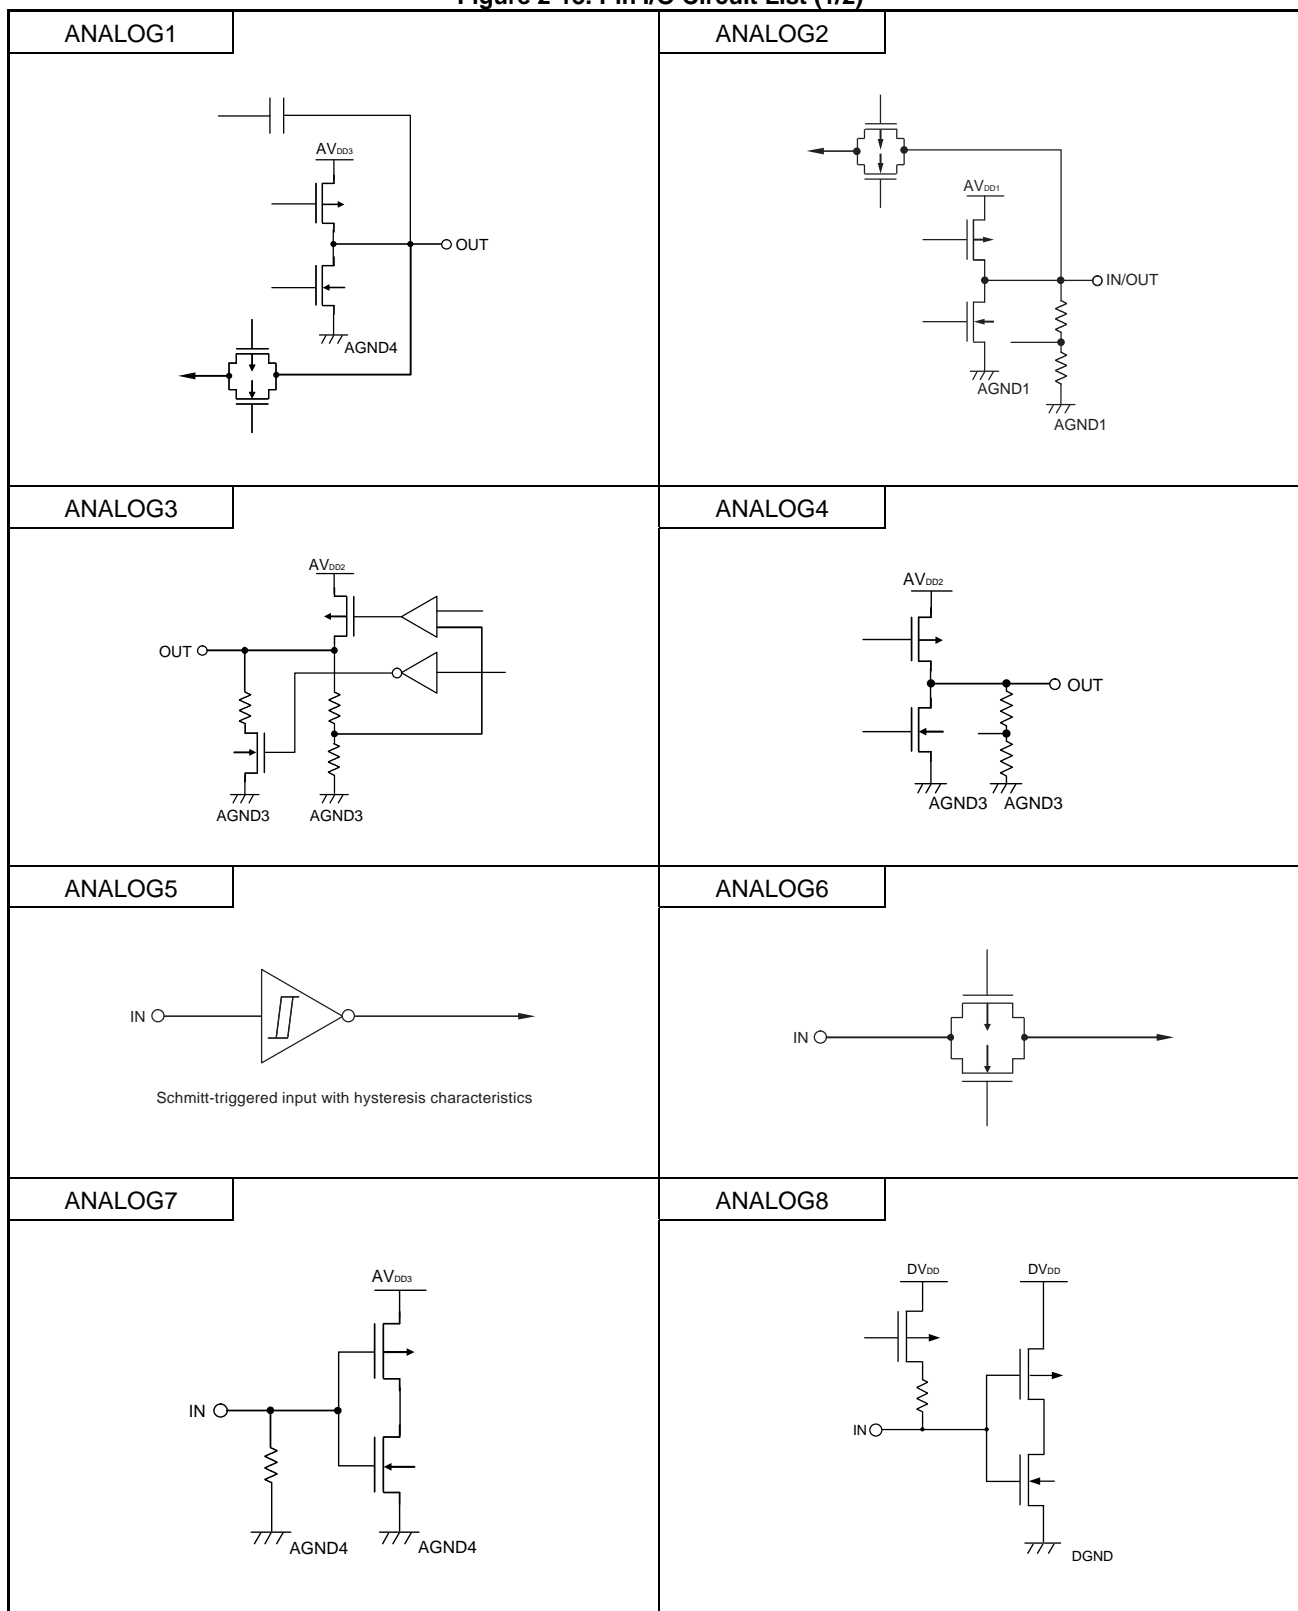 Figure 2-13. Pin I/O Circuit List (1/2)
ANALOG1
ANALOG2
AVDD3
OUT
AGND4
AVDD1
IN/OUT
AGND1
AGND1
ANALOG3
ANALOG4
AVDD2
OUT
AGND3
AGND3
AVDD2
OUT
AGND3
AGND3
ANALOG5
ANALOG6
IN
Schmitt-triggered input with hysteresis characteristics
IN
ANALOG7
ANALOG8
AVDD3
IN
AGND4
AGND4
DVDD
DVDD
IN
DGND